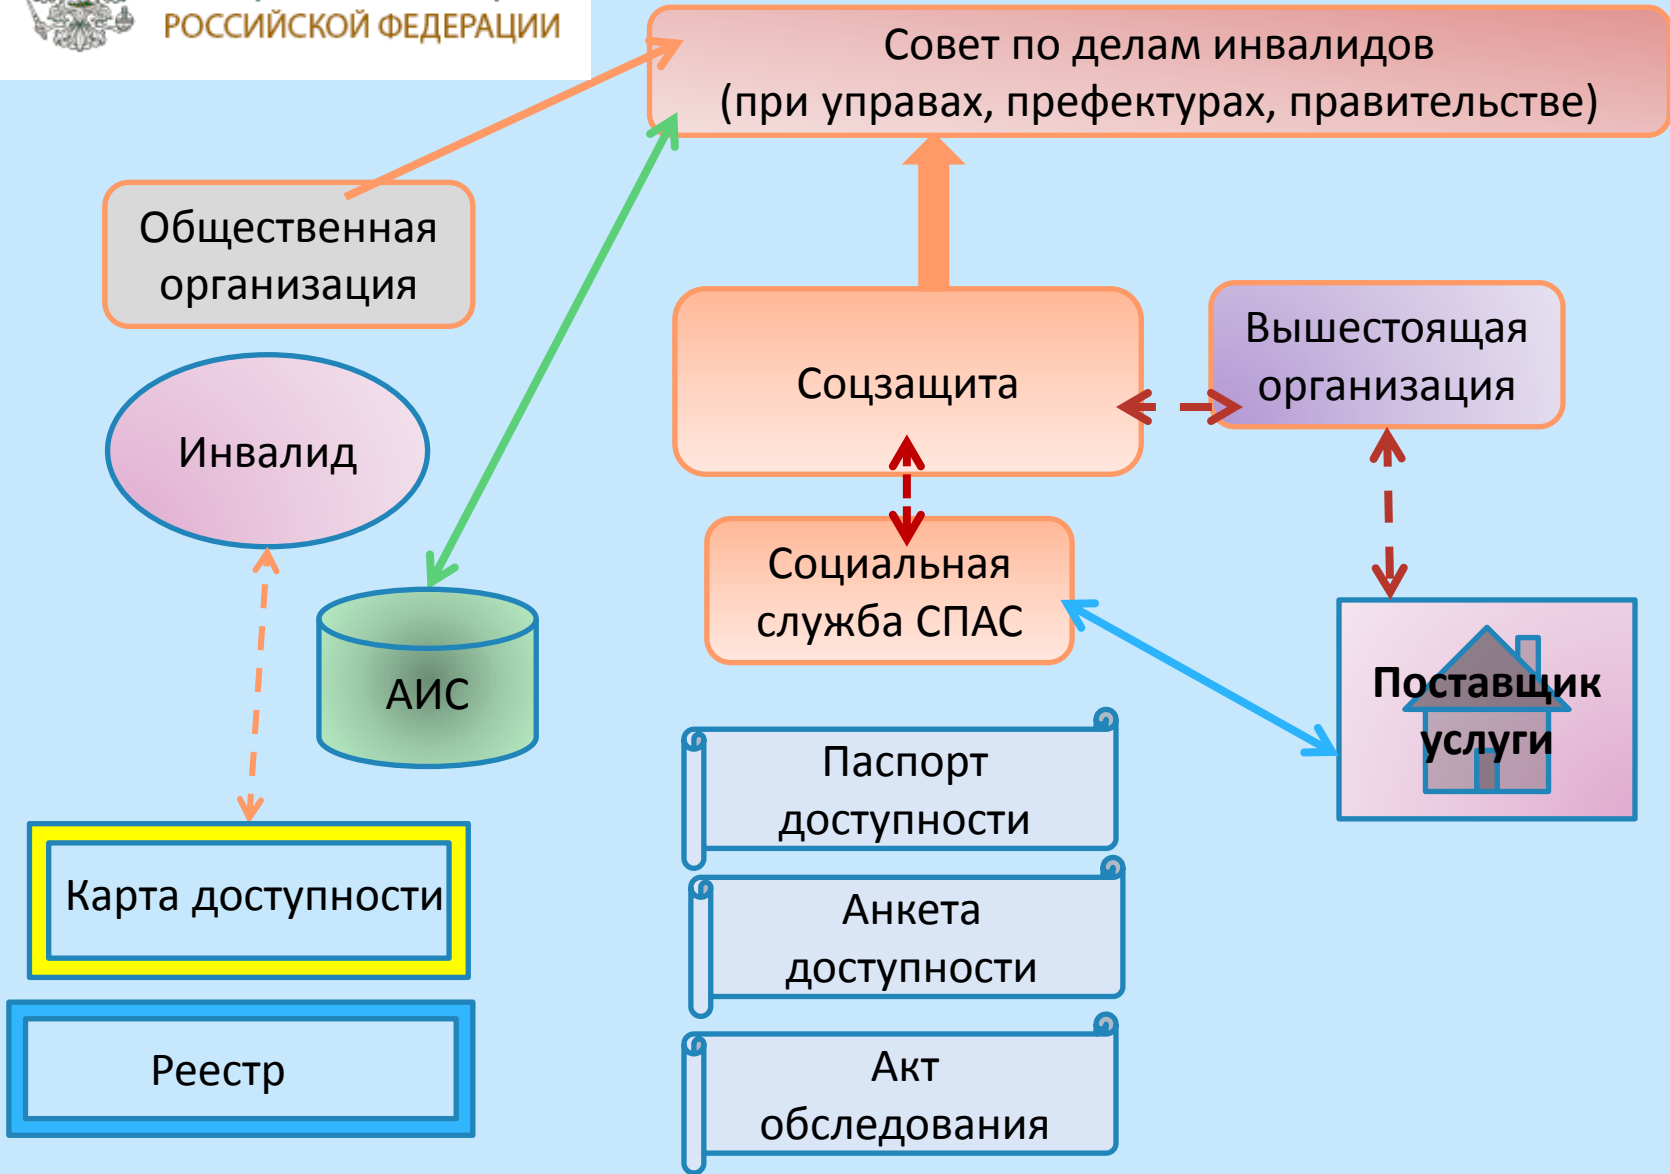 РОССИЙСКОЙ ФЕДЕРАЦИИ
Совет по делам инвалидов
(при управах, префектурах, правительстве)
Общественная
организация
Соцзащита
Вышестоящая
организация
Инвалид
Социальная
служба СПАС
АИС
Поставщик
услуги
Паспорт
доступности
Карта доступности
Анкета
доступности
Реестр
Акт
обследования